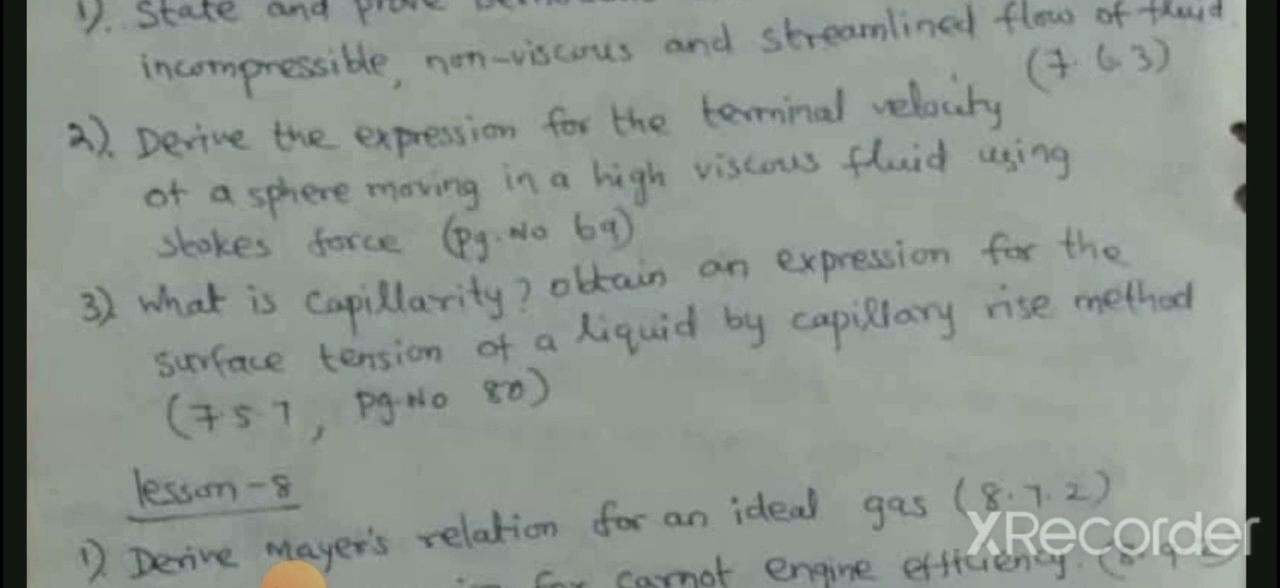 1). State and prove
incompressible, non-viscous and streamlined flow of fluid.
(7.6 3)
2). Derive the expression for the terminal velocity
of a sphere moving in a high viscous fluid using
stokes force (pg.No 69)
3) What is capillarity? obtain an expression for the
surface tension of a liquid by capillary rise method
(7 5 7, pg.No 80)
lesson-8
1) Derive Mayer's relation for an ideal gas (8.7.2)
for carnot engine efficiency.
XRecorder